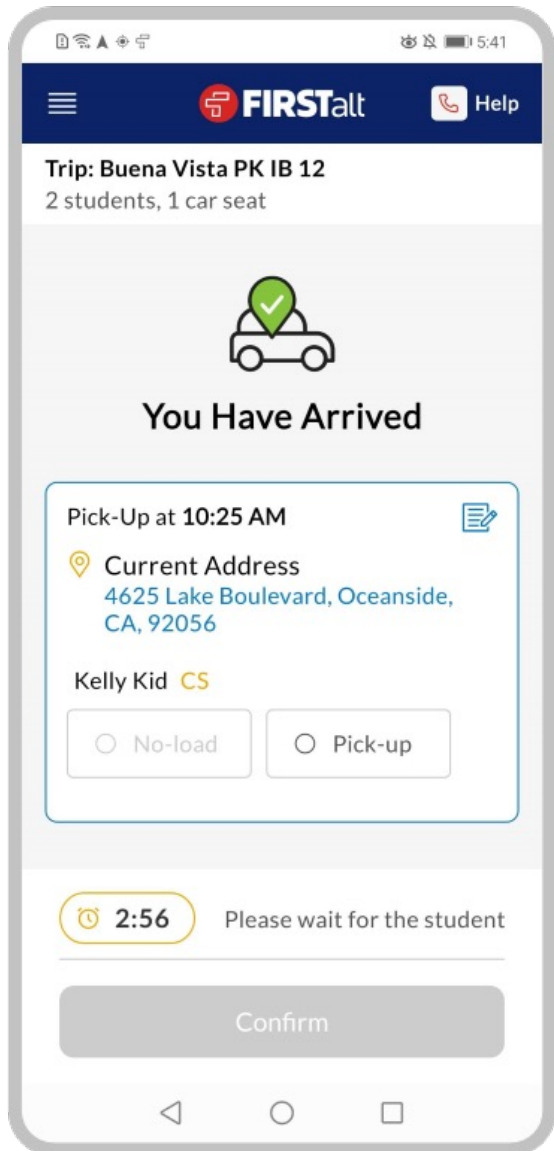 5:41
FIRSTalt
Help
Trip: Buena Vista PK IB 12
2 students, 1 car seat
You Have Arrived
Pick-Up at 10:25 AM
Current Address
4625 Lake Boulevard, Oceanside,
CA, 92056
Kelly Kid CS
No-load
Pick-up
2:56
Please wait for the student
Confirm